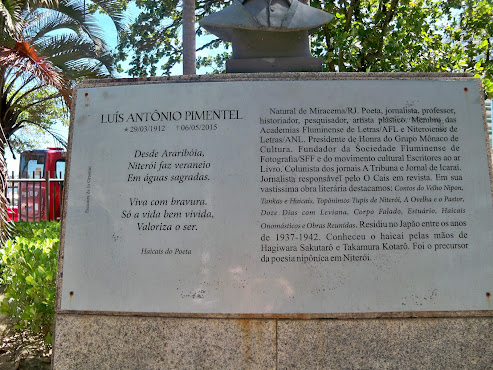 LUÍS ANTÔNIO PIMENTEL
* 29/03/1912 †06/05/2015
Desde Arariböia,
Niterói faz veraneio
Em águas sagradas.
Viva com bravura.
Só a vida bem vivida,
Valoriza o ser.
Haicais do Poeta
Natural de Miracema/RJ. Poeta, jornalista, professor,
historiador, pesquisador, artista plástico. Membro das
Academias Fluminense de Letras/AFL e Niteroiense de
Letras/ANL. Presidente de Honra do Grupo Mônaco de
Cultura. Fundador da Sociedade Fluminense de
Fotografia/SFF e do movimento cultural Escritores ao ar
Livro. Colunista dos jornais A Tribuna e Jornal de Icaraí.
Jornalista responsável pelo O Cais em revista. Em sua
vastíssima obra literária destacamos: Contos do Velho Nipon,
Tankas e Haicais, Topônimos Tupis de Niterói, A Ovelha e o Pastor,
Doze Dias com Leviana, Corpo Falado, Estuário, Haicais
Onomásticos e Obras Reunidas. Residiu no Japão entre os anos
de 1937-1942. Conheceu o haicai pelas mãos de
Hagiwara Sakutarô e Takamura Kotarô. Foi o precursor
da poesia nipônica em Niterói.